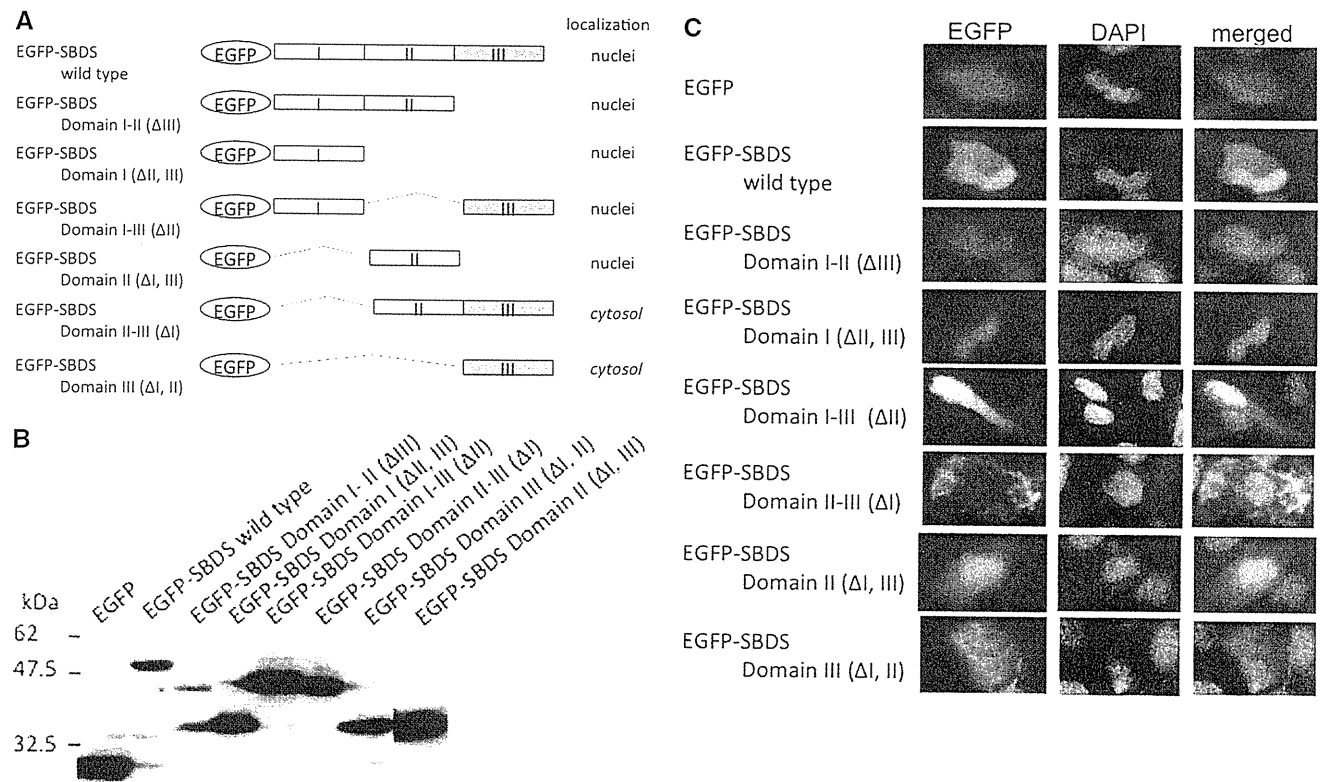 A
localization
EGFP-SBDS
wild type
EGFP
I
II
III
nuclei
EGFP-SBDS
Domain I-II (ΔIII)
EGFP
I
II
nuclei
EGFP-SBDS
Domain I (ΔII, III)
EGFP
I
nuclei
EGFP-SBDS
Domain I-III (ΔII)
EGFP
I
III
nuclei
EGFP-SBDS
Domain II (ΔI, III)
EGFP
II
nuclei
EGFP-SBDS
Domain II-III (ΔI)
EGFP
II
III
cytosol
EGFP-SBDS
Domain III (ΔI, II)
EGFP
III
cytosol
B
kDa
EGFP
EGFP-SBDS wild type
EGFP-SBDS Domain I- II (ΔIII)
EGFP-SBDS Domain I (ΔII, III)
EGFP-SBDS Domain I-III (ΔII)
EGFP-SBDS Domain II-III (ΔI)
EGFP-SBDS Domain III (ΔI, II)
EGFP-SBDS Domain II (ΔI, III)
62
47.5
32.5
C
EGFP DAPI merged
EGFP
EGFP-SBDS
wild type
EGFP-SBDS
Domain I-II (ΔIII)
EGFP-SBDS
Domain I (ΔII, III)
EGFP-SBDS
Domain I-III (ΔII)
EGFP-SBDS
Domain II-III (ΔI)
EGFP-SBDS
Domain II (ΔI, III)
EGFP-SBDS
Domain III (ΔI, II)